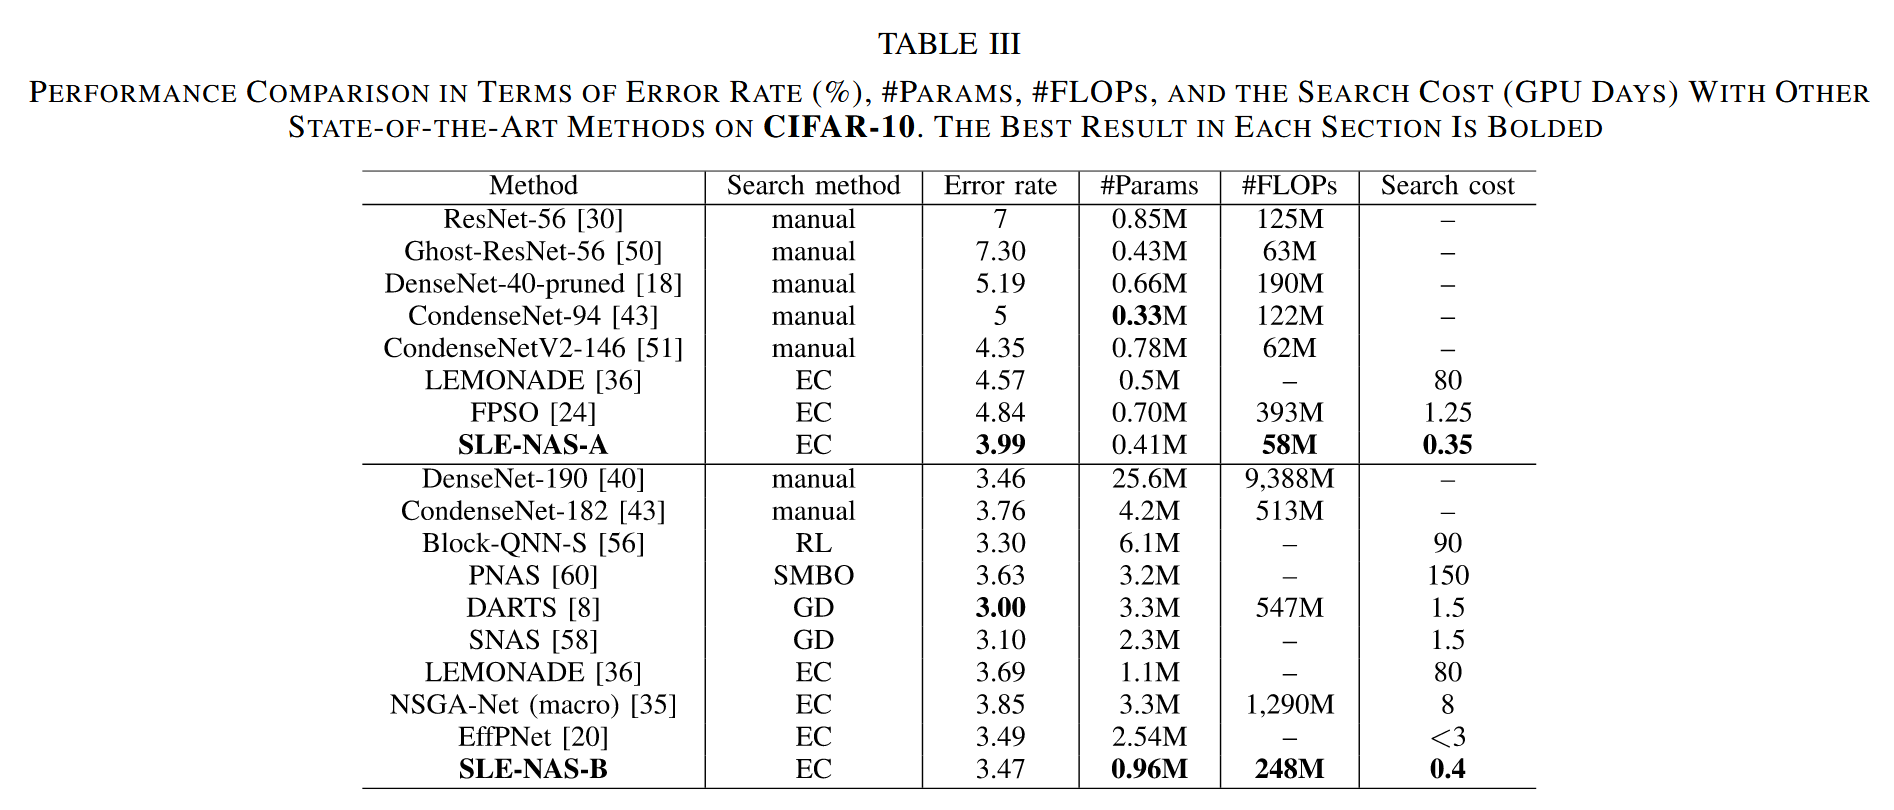 TABLE III
PERFORMANCE COMPARISON IN TERMS OF ERROR RATE (%), #PARAMS, #FLOPS, AND THE SEARCH COST (GPU DAYS) WITH OTHER
STATE-OF-THE-ART METHODS ON CIFAR-10. THE BEST RESULT IN EACH SECTION IS BOLDED
Method Search method Error rate #Params #FLOPs Search cost
ResNet-56 [30] manual 7 0.85M 125M –
Ghost-ResNet-56 [50] manual 7.30 0.43M 63M –
DenseNet-40-pruned [18] manual 5.19 0.66M 190M –
CondenseNet-94 [43] manual 5 0.33M 122M –
CondenseNetV2-146 [51] manual 4.35 0.78M 62M –
LEMONADE [36] EC 4.57 0.5M – 80
FPSO [24] EC 4.84 0.70M 393M 1.25
SLE-NAS-A EC 3.99 0.41M 58M 0.35
DenseNet-190 [40] manual 3.46 25.6M 9,388M –
CondenseNet-182 [43] manual 3.76 4.2M 513M –
Block-QNN-S [56] RL 3.30 6.1M – 90
PNAS [60] SMBO 3.63 3.2M – 150
DARTS [8] GD 3.00 3.3M 547M 1.5
SNAS [58] GD 3.10 2.3M – 1.5
LEMONADE [36] EC 3.69 1.1M – 80
NSGA-Net (macro) [35] EC 3.85 3.3M 1,290M 8
EffPNet [20] EC 3.49 2.54M – <3
SLE-NAS-B EC 3.47 0.96M 248M 0.4